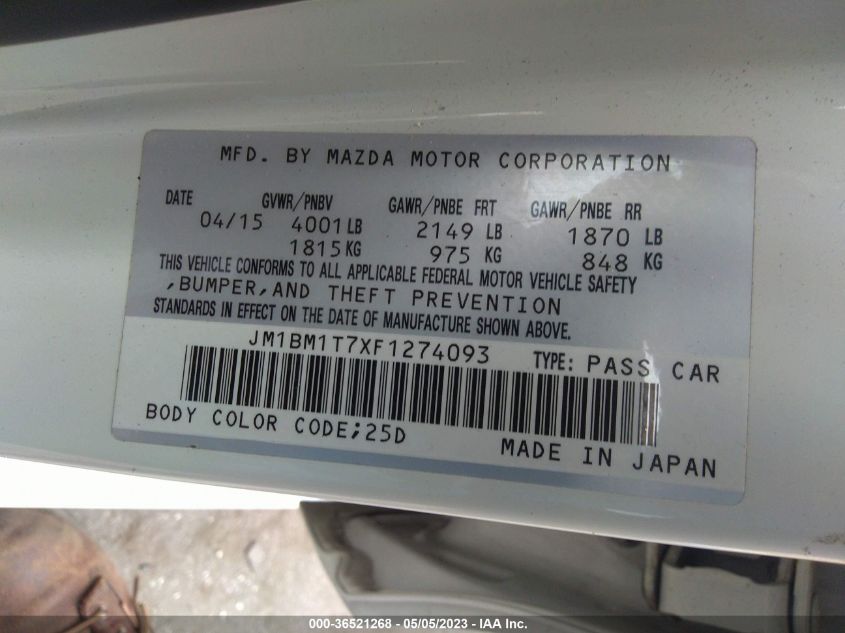 MFD. BY MAZDA MOTOR CORPORATION
DATE GVWR/PNBV GAWR/PNBE FRT GAWR/PNBE RR
04/15 4001 LB 2149 LB 1870 LB
1815 KG 975 KG 848 KG
THIS VEHICLE CONFORMS TO ALL APPLICABLE FEDERAL MOTOR VEHICLE SAFETY
,BUMPER,AND THEFT PREVENTION
STANDARDS IN EFFECT ON THE DATE OF MANUFACTURE SHOWN ABOVE.
JM1BM1T7XF1274093 TYPE: PASS CAR
BODY COLOR CODE;25D
MADE IN JAPAN
000-36521268 - 05/05/2023 - IAA Inc.